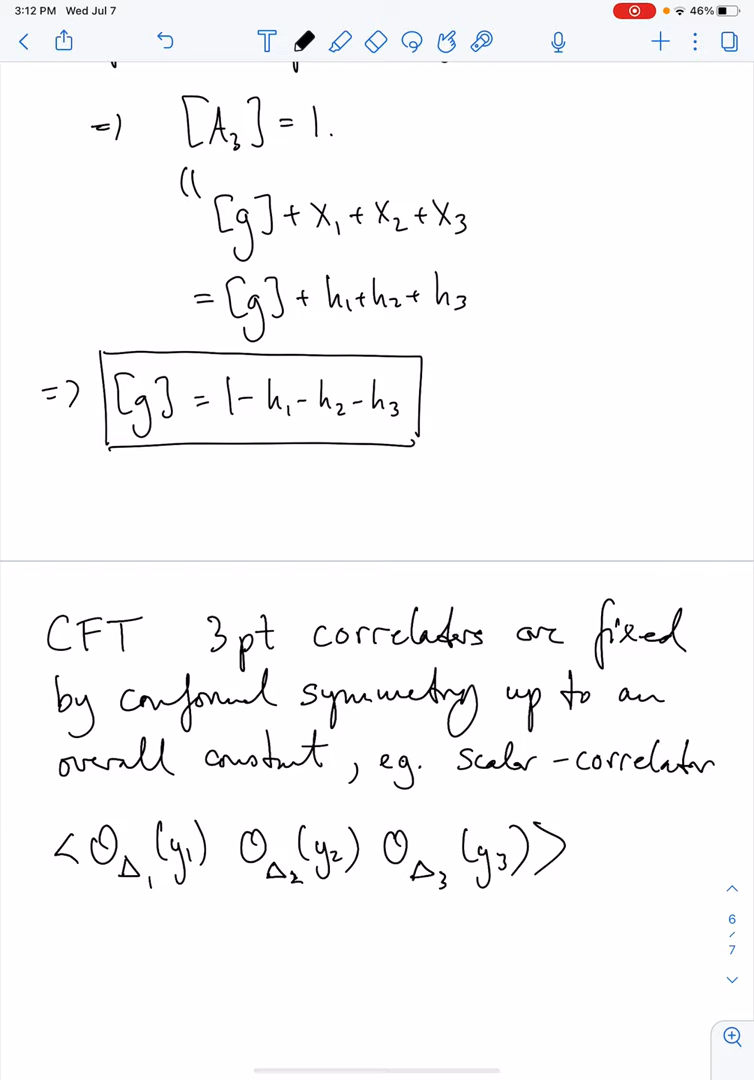 3:12 PM Wed Jul 7
46%
=> [A₃] = 1.
[g] + x₁ + x₂ + x₃
= [g] + h₁ + h₂ + h₃
=> [g] = 1 - h₁ - h₂ - h₃
CFT 3pt correlators are fixed
by conformal symmetry up to an
overall constant, eg. scalar-correlator
<O_Δ₁(y₁) O_Δ₂(y₂) O_Δ₃(y₃)>
6
/
7